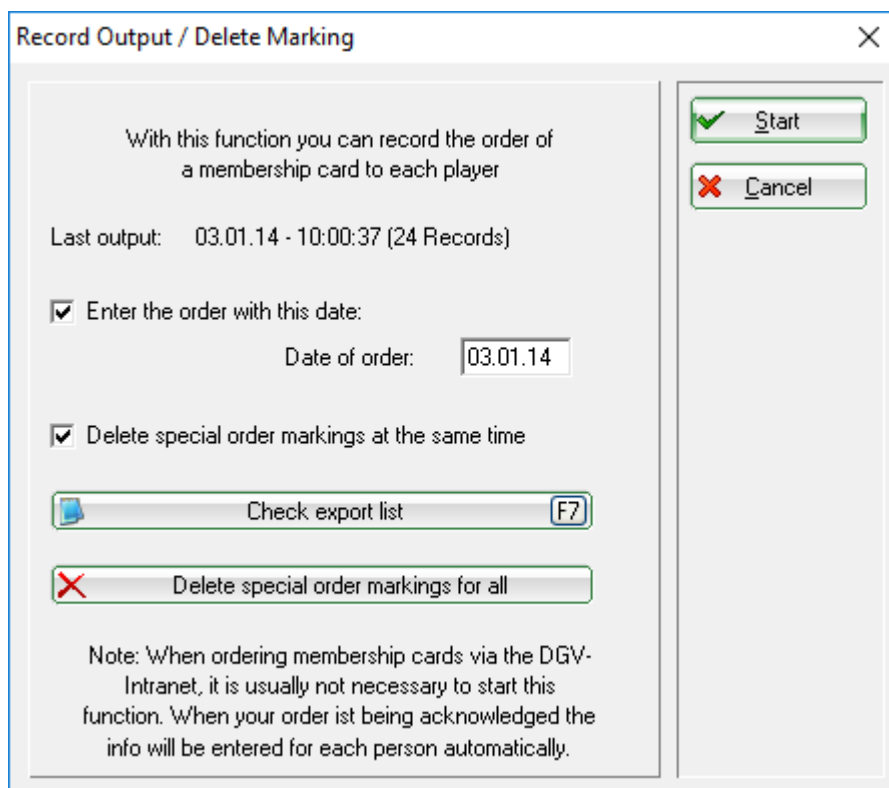 Record Output / Delete Marking
With this function you can record the order of
a membership card to each player
Last output: 03.01.14 - 10:00:37 (24 Records)
Enter the order with this date:
Date of order: 03.01.14
Delete special order markings at the same time
Check export list F7
Delete special order markings for all
Note: When ordering membership cards via the DGV-
Intranet, it is usually not necessary to start this
function. When your order ist being acknowledged the
info will be entered for each person automatically.
Start
Cancel